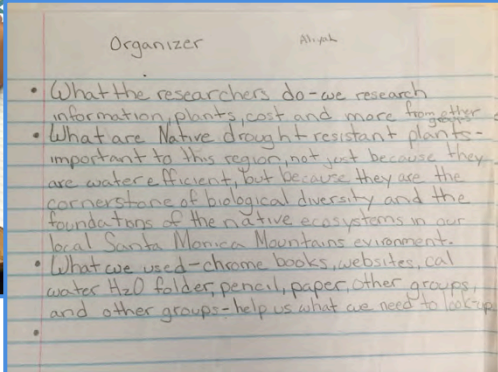 Organizer
Aliyah
• What the researchers do - we research
information, plants, cost and more from other
• What are Native drought resistant plants -
important to this region, not just because they
are water efficient, but because they are the
cornerstone of biological diversity and the
foundations of the native ecosystems in our
local Santa Monica Mountains evironment.
• What we used - chrome books, websites, cal
water H2O folder, pencil, paper, other groups,
and other groups - help us what we need to look up.
•